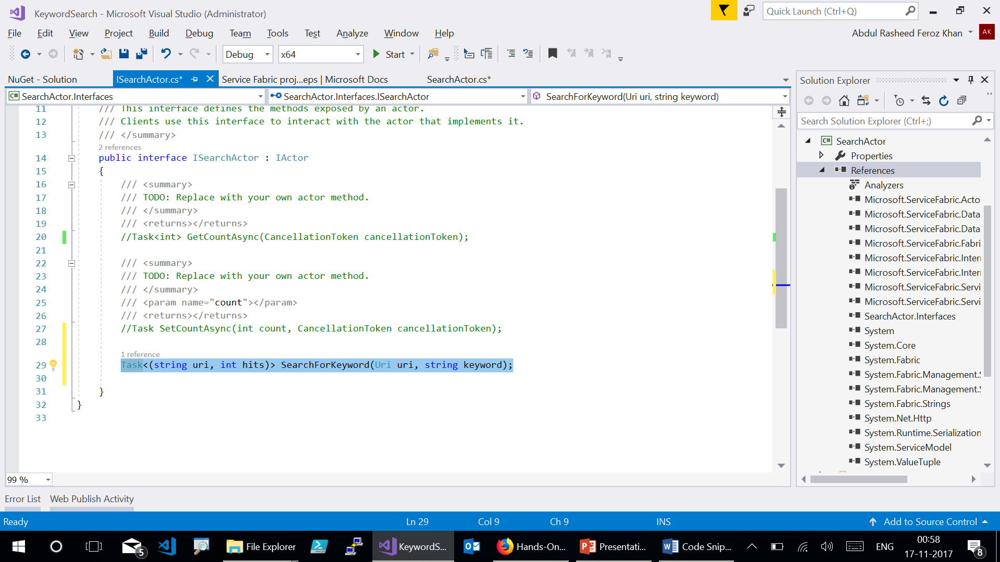 KeywordSearch - Microsoft Visual Studio (Administrator)
Quick Launch (Ctrl+Q)
File Edit View Project Build Debug Team Tools Test Analyze Window Help
Abdul Rasheed Feroz Khan
AK
Debug
x64
Start
NuGet - Solution
ISearchActor.cs*
Service Fabric proj...eps | Microsoft Docs
SearchActor.cs*
C# SearchActor.Interfaces
SearchActor.Interfaces.ISearchActor
SearchForKeyword(Uri uri, string keyword)
11 /// This interface defines the methods exposed by an actor.
12 /// Clients use this interface to interact with the actor that implements it.
13 /// </summary>
2 references
14 public interface ISearchActor : IActor
15 {
16 /// <summary>
17 /// TODO: Replace with your own actor method.
18 /// </summary>
19 /// <returns></returns>
20 //Task<int> GetCountAsync(CancellationToken cancellationToken);
21
22 /// <summary>
23 /// TODO: Replace with your own actor method.
24 /// </summary>
25 /// <param name="count"></param>
26 /// <returns></returns>
27 //Task SetCountAsync(int count, CancellationToken cancellationToken);
28
1 reference
29 Task<(string uri, int hits)> SearchForKeyword(Uri uri, string keyword);
30
31 }
32 }
33
99 %
Solution Explorer
Search Solution Explorer (Ctrl+;)
C# SearchActor
Properties
References
Analyzers
Microsoft.ServiceFabric.Acto
Microsoft.ServiceFabric.Data
Microsoft.ServiceFabric.Data
Microsoft.ServiceFabric.Fabri
Microsoft.ServiceFabric.Inter
Microsoft.ServiceFabric.Inter
Microsoft.ServiceFabric.Servi
Microsoft.ServiceFabric.Servi
SearchActor.Interfaces
System
System.Core
System.Fabric
System.Fabric.Management.S
System.Fabric.Management.S
System.Fabric.Strings
System.Net.Http
System.Runtime.Serialization
System.ServiceModel
System.ValueTuple
Error List Web Publish Activity
Ready
Ln 29
Col 9
Ch 9
INS
Add to Source Control
5
File Explorer
KeywordS...
Hands-On...
Presentati...
Code Snip...
ENG
00:58
17-11-2017
8